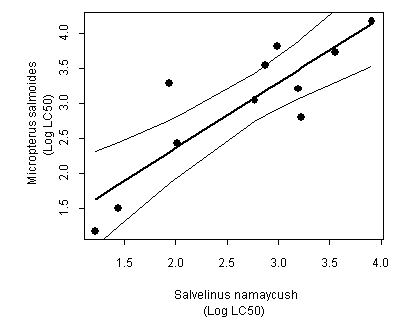 Micropterus salmoides
(Log LC50)
4.0
3.5
3.0
2.5
2.0
1.5
1.5 2.0 2.5 3.0 3.5 4.0
Salvelinus namaycush
(Log LC50)